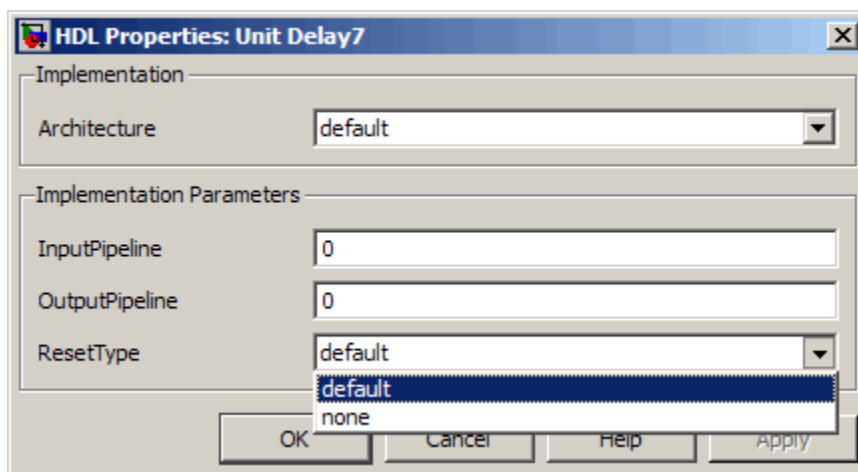 HDL Properties: Unit Delay7
Implementation
Architecture default
Implementation Parameters
InputPipeline 0
OutputPipeline 0
ResetType default
default
none
OK Cancel Help Apply